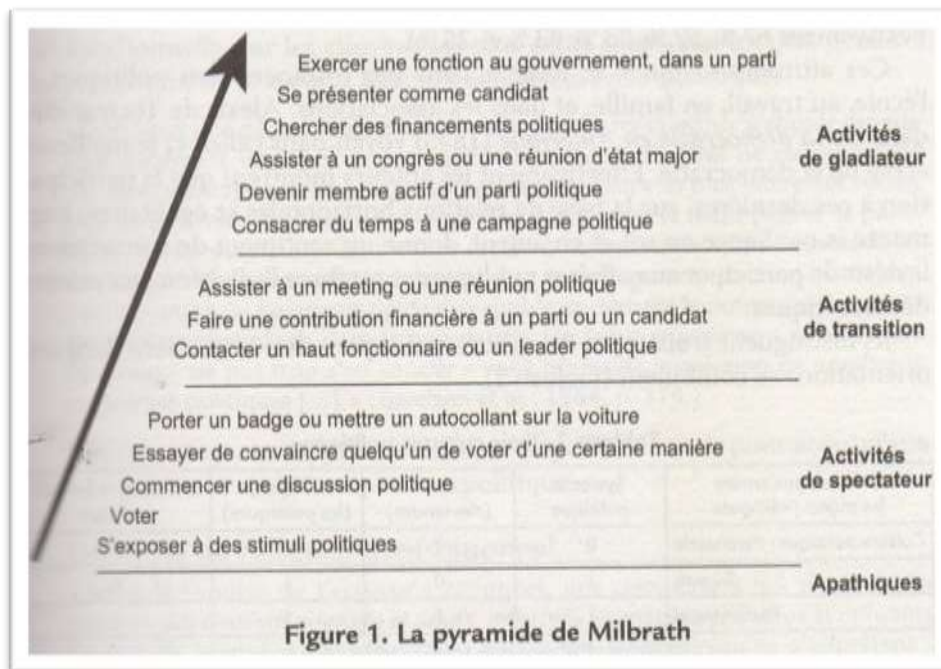 Exercer une fonction au gouvernement, dans un parti
Se présenter comme candidat
Chercher des financements politiques
Assister à un congrès ou une réunion d'état major
Devenir membre actif d'un parti politique
Consacrer du temps à une campagne politique
Activités
de gladiateur
Assister à un meeting ou une réunion politique
Faire une contribution financière à un parti ou un candidat
Contacter un haut fonctionnaire ou un leader politique
Activités
de transition
Porter un badge ou mettre un autocollant sur la voiture
Essayer de convaincre quelqu'un de voter d'une certaine manière
Commencer une discussion politique
Voter
S'exposer à des stimuli politiques
Activités
de spectateur
Apathiques
Figure 1. La pyramide de Milbrath